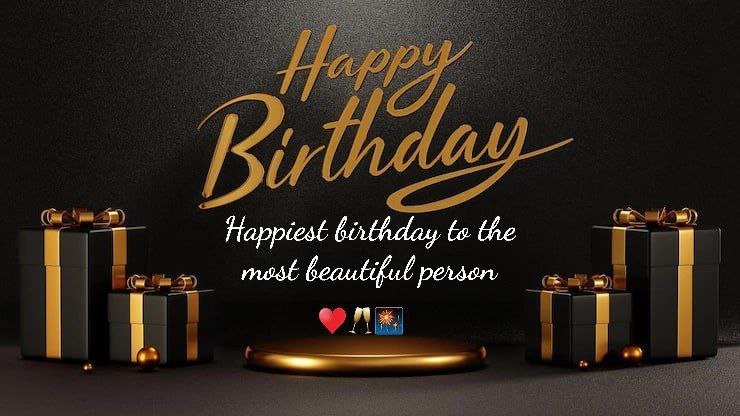 Happy
Birthday
Happiest birthday to the
most beautiful person
♥️🥂🎆